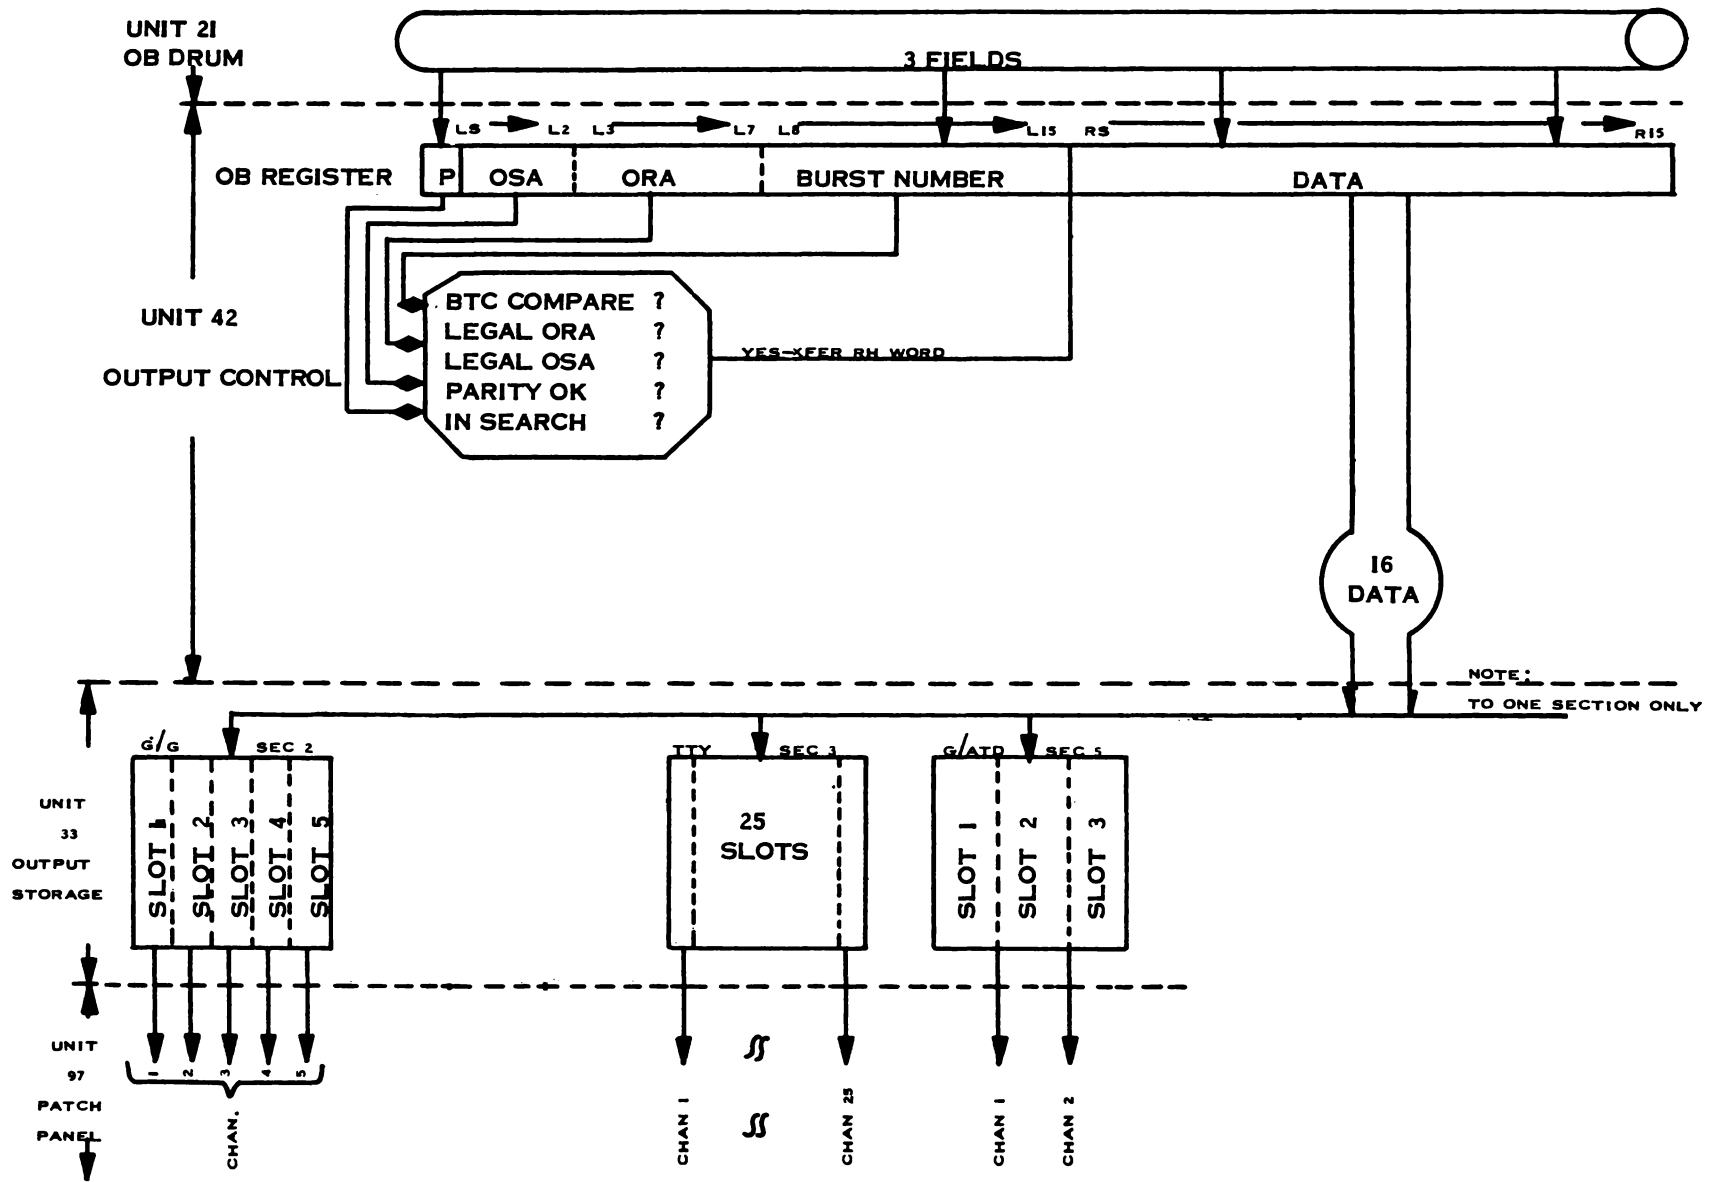 UNIT 21
OB DRUM
3 FIELDS
LS L2 L3 L7 L8 L15 RS R15
OB REGISTER
P OSA ORA BURST NUMBER DATA
BTC COMPARE ?
LEGAL ORA ?
LEGAL OSA ?
PARITY OK ?
IN SEARCH ?
YES-XFER RH WORD
UNIT 42
OUTPUT CONTROL
16
DATA
NOTE:
TO ONE SECTION ONLY
G/G SEC 2
TTY SEC 3
G/ATD SEC 5
UNIT
33
OUTPUT
STORAGE
SLOT 1
SLOT 2
SLOT 3
SLOT 4
SLOT 5
25
SLOTS
SLOT 1
SLOT 2
SLOT 3
UNIT
97
PATCH
PANEL
1 2 3 4 5
CHAN.
CHAN 1
CHAN 25
CHAN 1
CHAN 2